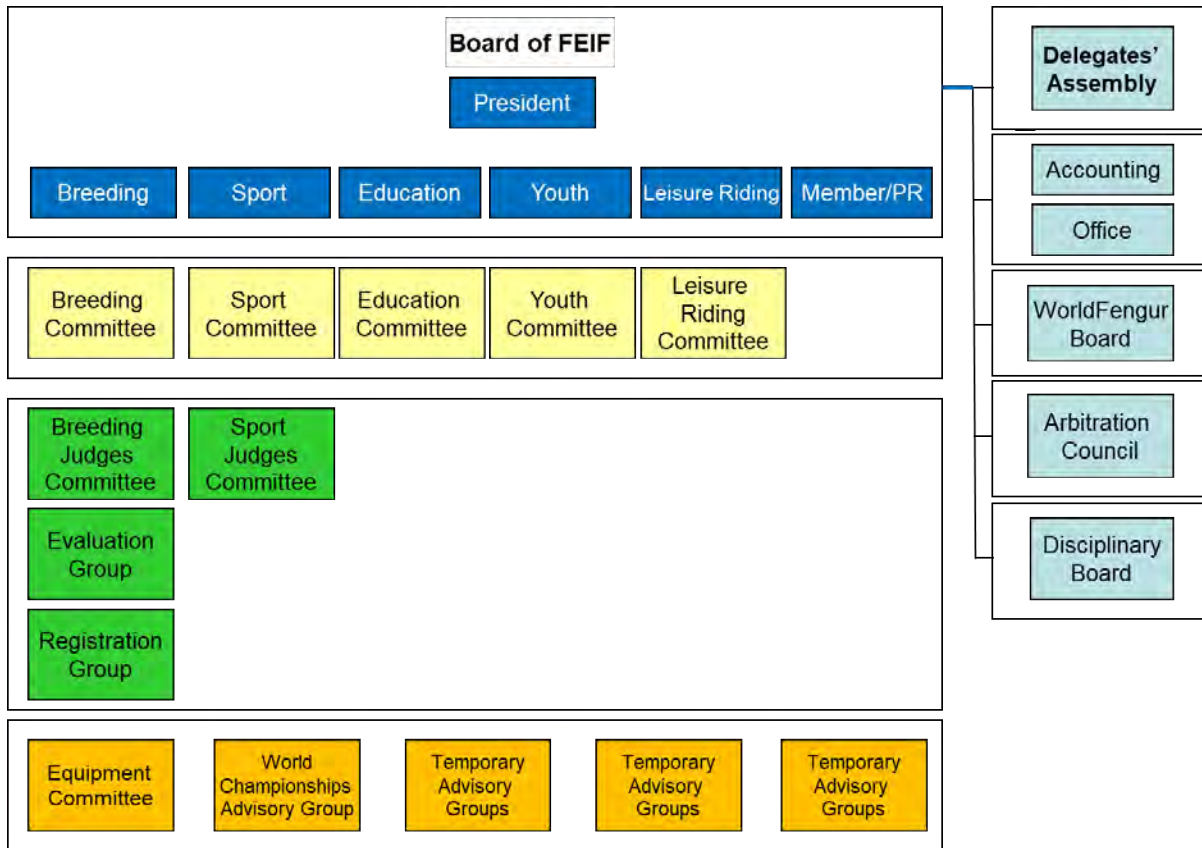 Board of FEIF
President
Breeding
Sport
Education
Youth
Leisure Riding
Member/PR
Breeding
Committee
Sport
Committee
Education
Committee
Youth
Committee
Leisure
Riding
Committee
Breeding
Judges
Committee
Sport
Judges
Committee
Evaluation
Group
Registration
Group
Equipment
Committee
World
Championships
Advisory Group
Temporary
Advisory
Groups
Temporary
Advisory
Groups
Temporary
Advisory
Groups
Delegates’
Assembly
Accounting
Office
WorldFengur
Board
Arbitration
Council
Disciplinary
Board